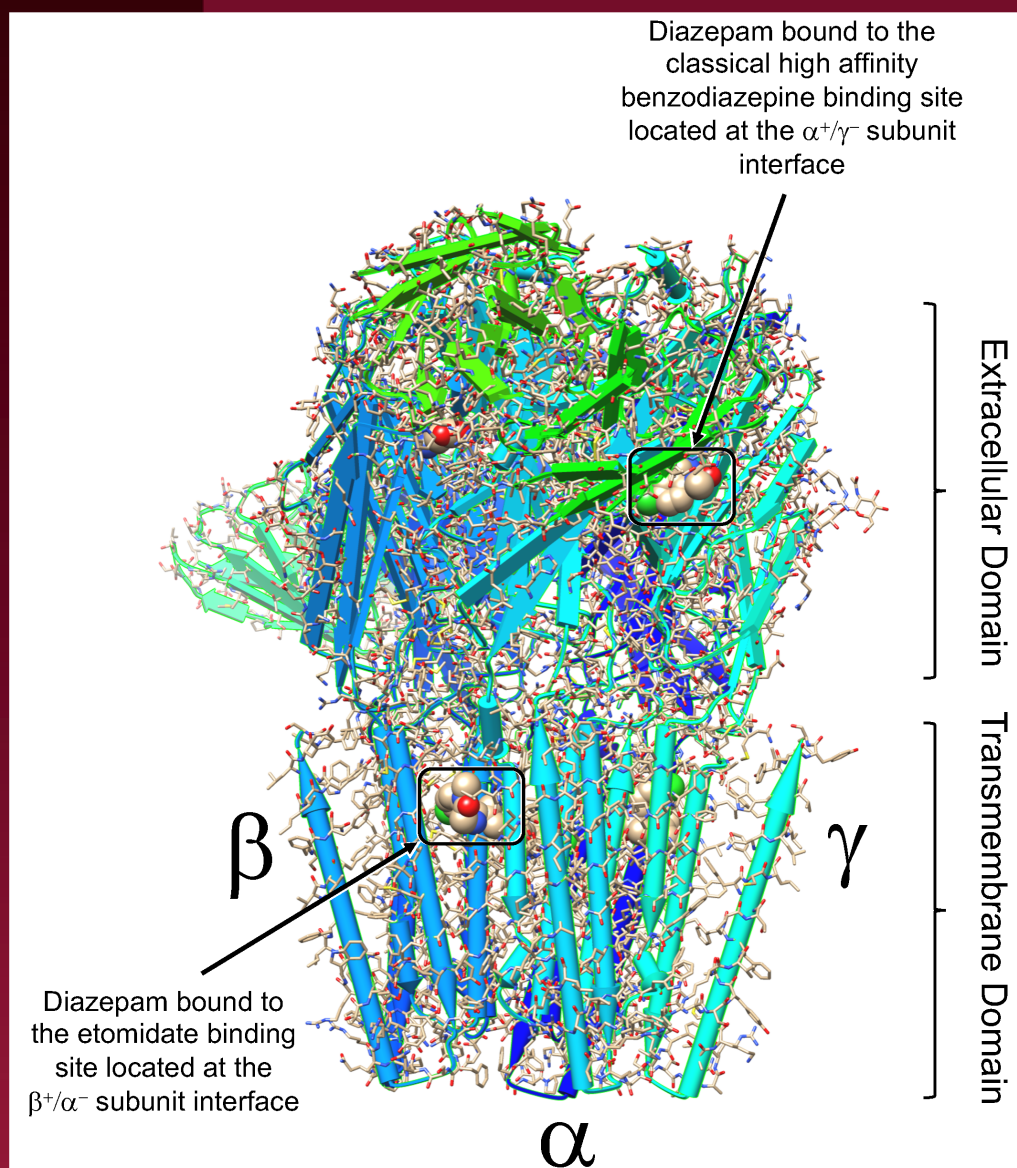 Diazepam bound to the
classical high affinity
benzodiazepine binding site
located at the α⁺/γ⁻ subunit
interface
Extracellular Domain
Transmembrane Domain
β
γ
Diazepam bound to
the etomidate binding
site located at the
β⁺/α⁻ subunit interface
α